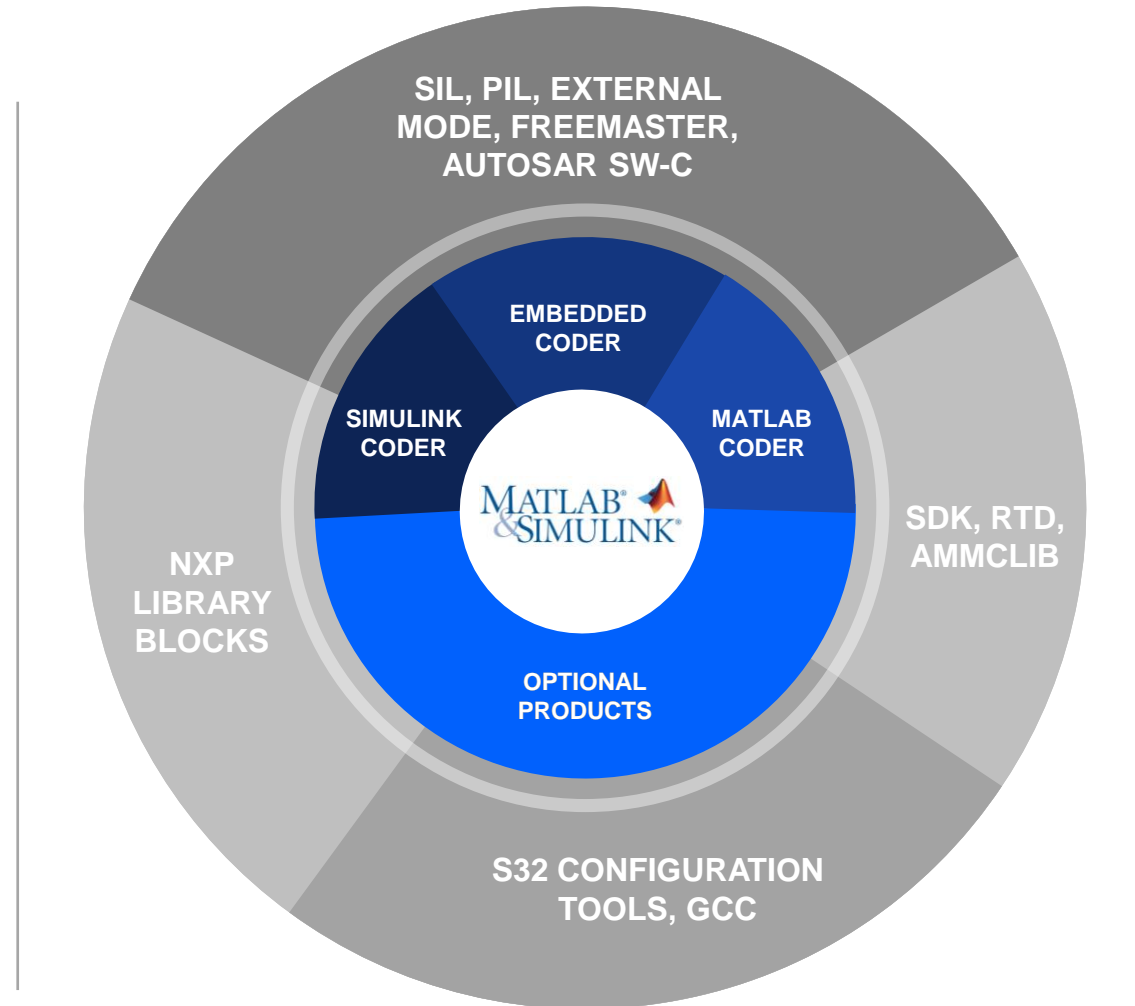 SIL, PIL, EXTERNAL
MODE, FREEMASTER,
AUTOSAR SW-C
EMBEDDED
CODER
SIMULINK
CODER
MATLAB
CODER
MATLAB®
&SIMULINK®
NXP
LIBRARY
BLOCKS
SDK, RTD,
AMMCLIB
OPTIONAL
PRODUCTS
S32 CONFIGURATION
TOOLS, GCC